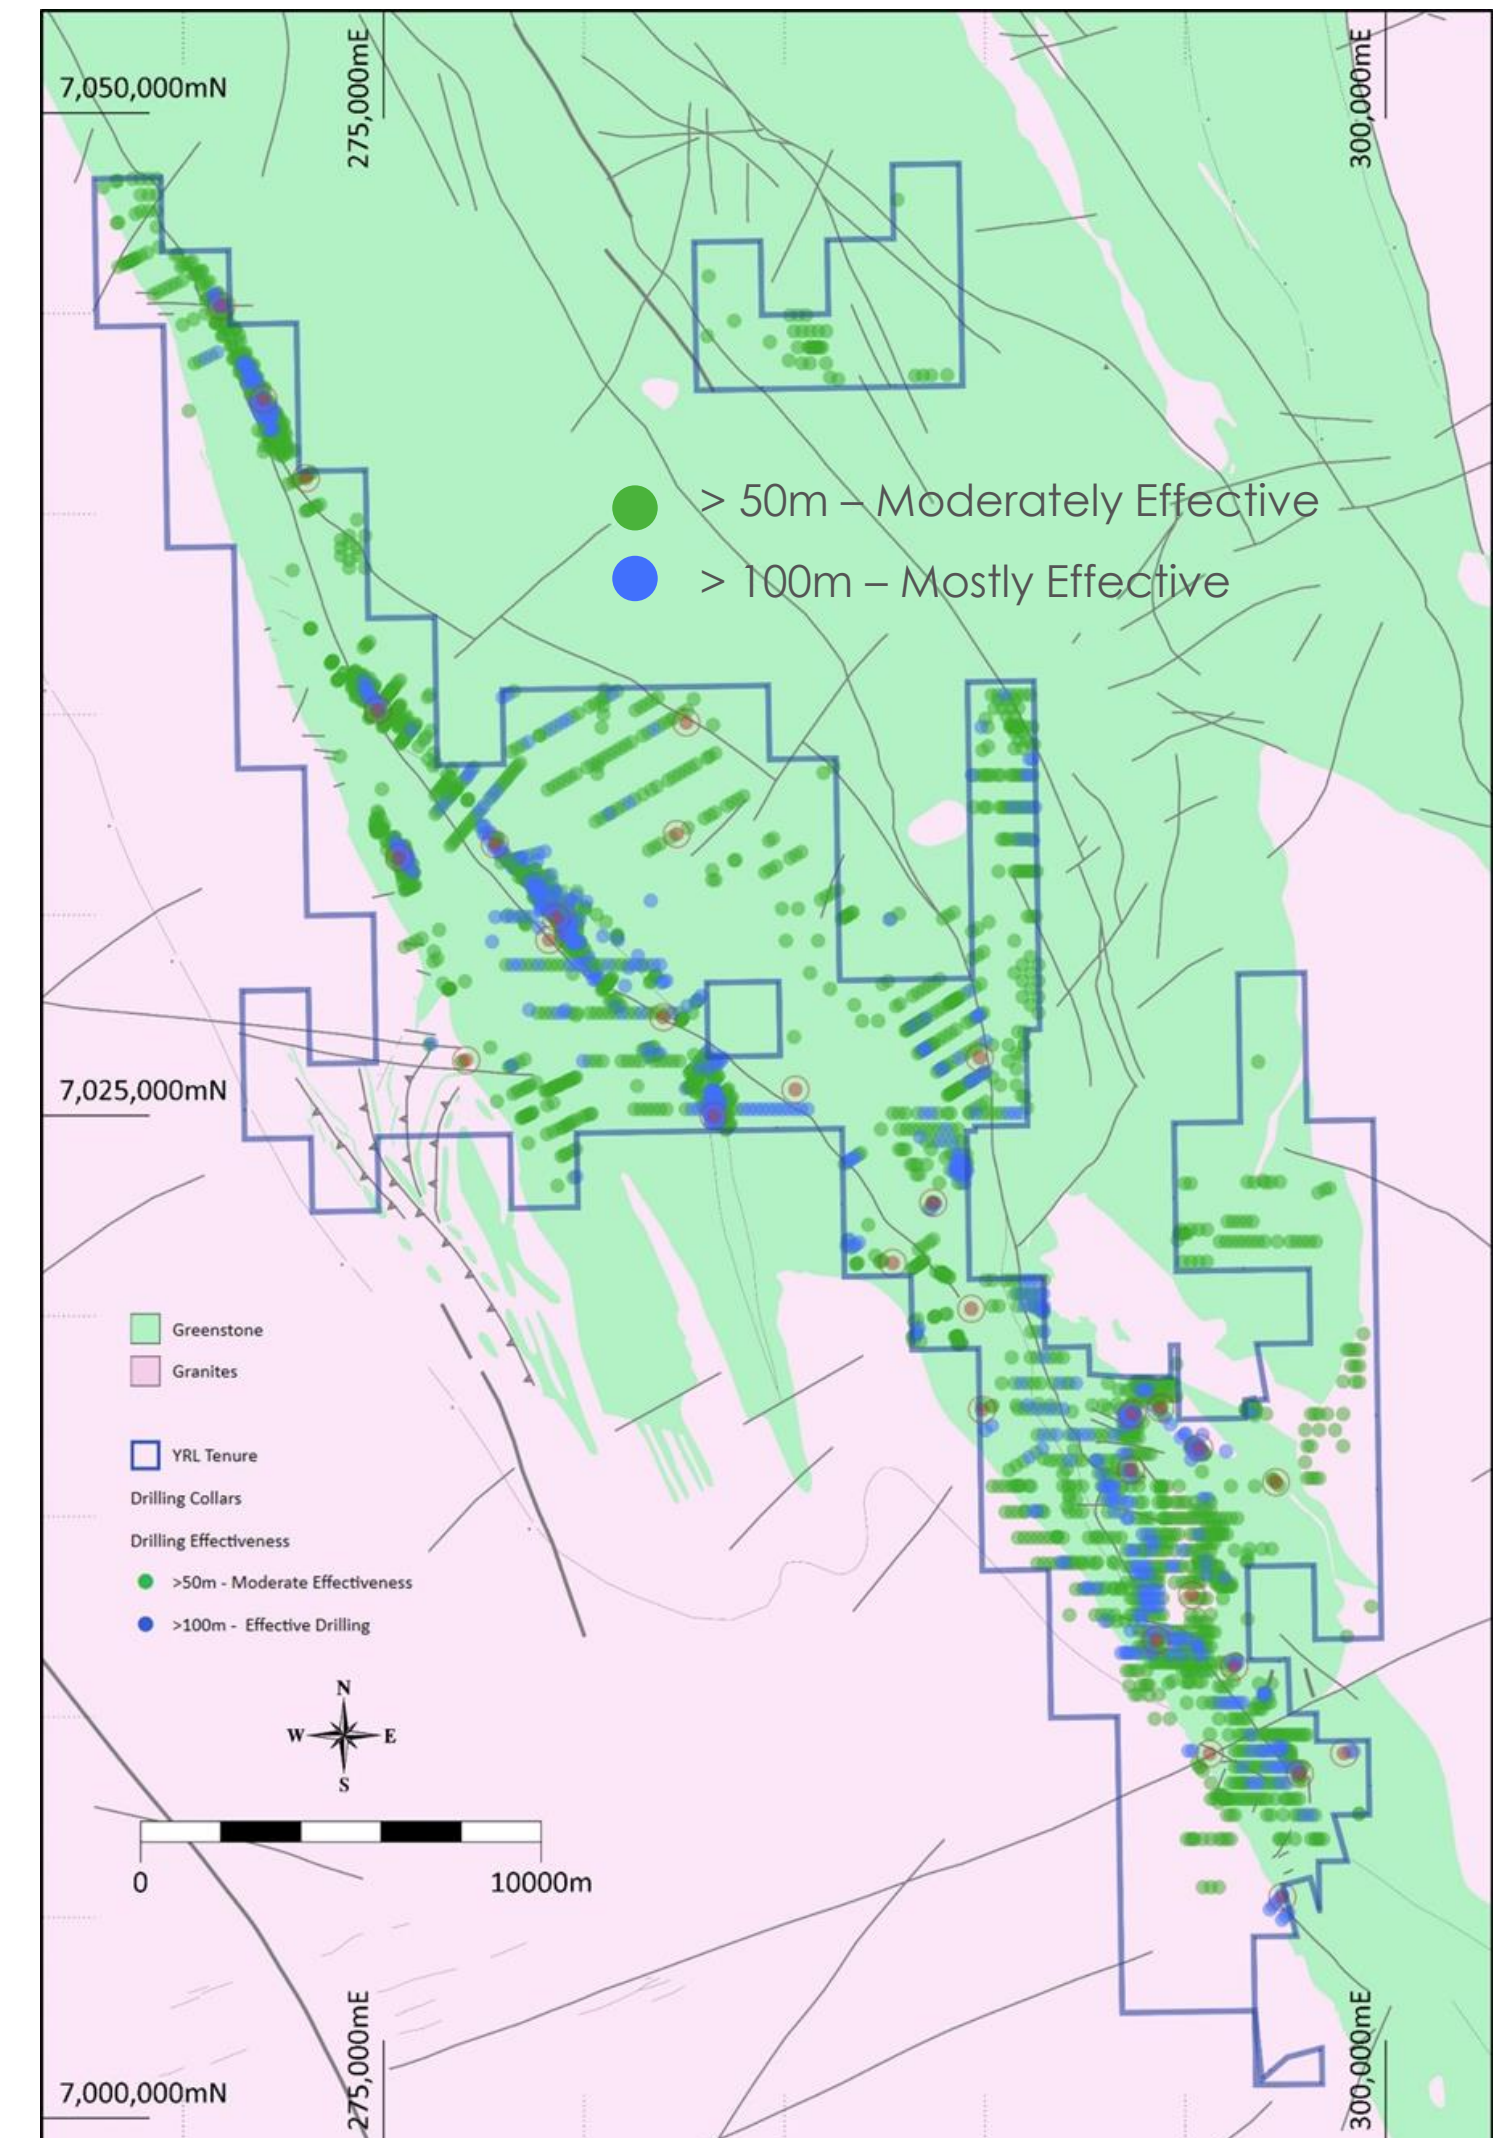 7,050,000mN
275,000mE
300,000mE
> 50m – Moderately Effective
> 100m – Mostly Effective
7,025,000mN
Greenstone
Granites
YRL Tenure
Drilling Collars
Drilling Effectiveness
>50m - Moderate Effectiveness
>100m - Effective Drilling
N
W E
S
0 10000m
7,000,000mN
275,000mE
300,000mE